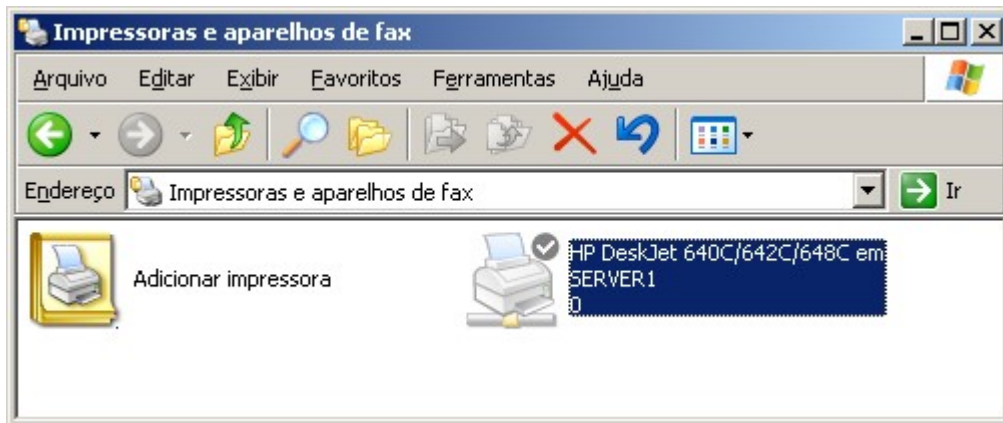 Impressoras e aparelhos de fax
Arquivo Editar Exibir Favoritos Ferramentas Ajuda
Endereço Impressoras e aparelhos de fax Ir
Adicionar impressora
HP DeskJet 640C/642C/648C em
SERVER1
0